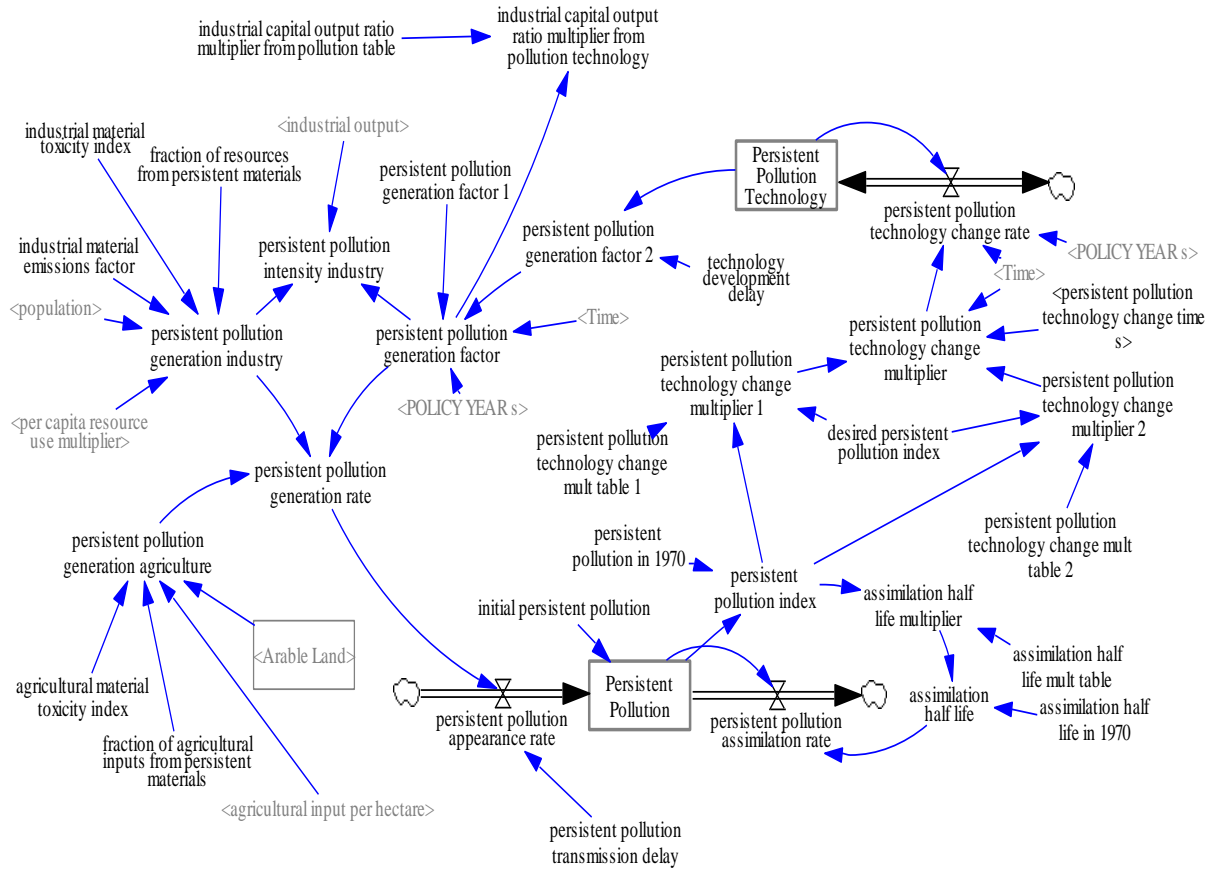 industrial capital output ratio
multiplier from pollution table
industrial capital output
ratio multiplier from
pollution technology
industrial material
toxicity index
fraction of resources
from persistent materials
<industrial output>
persistent pollution
generation factor 1
Persistent
Pollution
Technology
industrial material
emissions factor
persistent pollution
intensity industry
persistent pollution
generation factor 2
technology
development
delay
persistent pollution
technology change rate
<POLICY YEAR s>
<Time>
<population>
persistent pollution
generation industry
persistent pollution
generation factor
<Time>
<persistent pollution
technology change time
s>
persistent pollution
technology change
multiplier
persistent pollution
technology change
multiplier 1
persistent pollution
technology change
multiplier 2
<per capita resource
use multiplier>
<POLICY YEAR s>
desired persistent
pollution index
persistent pollution
technology change
mult table 1
persistent pollution
generation rate
persistent pollution
technology change mult
table 2
persistent pollution
generation agriculture
persistent
pollution in 1970
persistent
pollution index
assimilation half
life multiplier
initial persistent pollution
<Arable Land>
agricultural material
toxicity index
Persistent
Pollution
assimilation half
life mult table
assimilation
half life
assimilation half
life in 1970
persistent pollution
appearance rate
persistent pollution
assimilation rate
fraction of agricultural
inputs from persistent
materials
<agricultural input per hectare>
persistent pollution
transmission delay